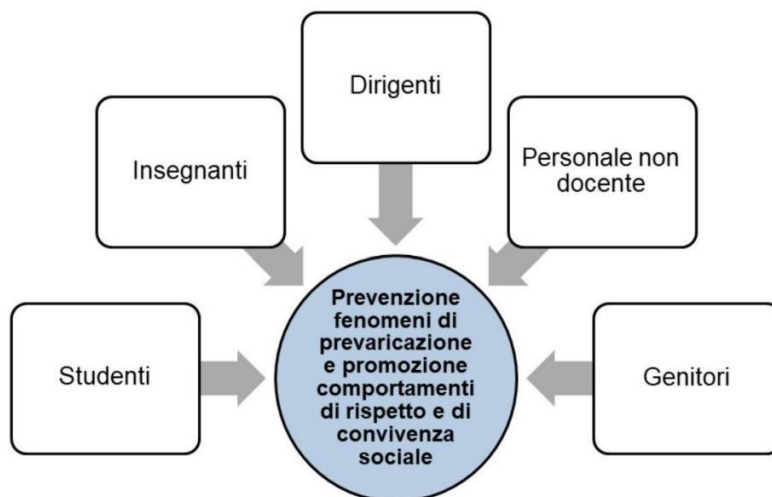 Dirigenti
Insegnanti
Personale non
docente
Studenti
Prevenzione
fenomeni di
prevaricazione
e promozione
comportamenti
di rispetto e di
convivenza
sociale
Genitori